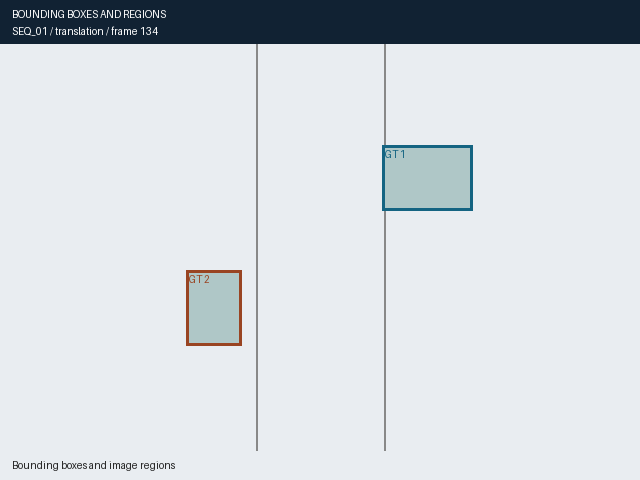 BOUNDING BOXES AND REGIONS
SEQ_01 / translation / frame 134
GT1
GT2
Bounding boxes and image regions